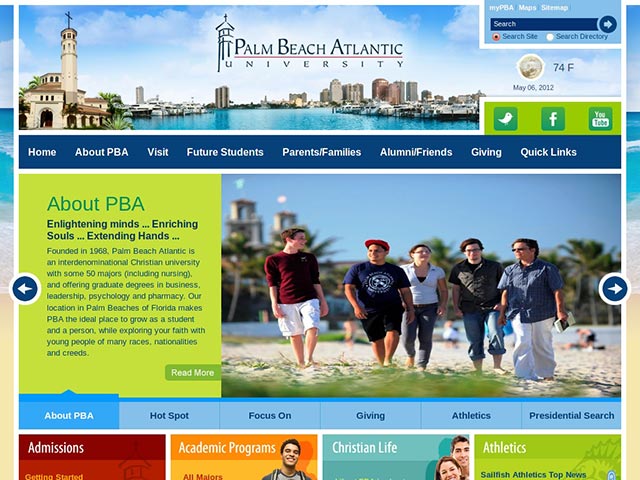 myPBA | Maps | Sitemap |
Search
Search Site Search Directory
PALM BEACH ATLANTIC
UNIVERSITY
74 F
May 06, 2012
You
Tube
Home About PBA Visit Future Students Parents/Families Alumni/Friends Giving Quick Links
About PBA
Enlightening minds ... Enriching
Souls ... Extending Hands ...
Founded in 1968, Palm Beach Atlantic is
an interdenominational Christian university
with some 50 majors (including nursing),
and offering graduate degrees in business,
leadership, psychology and pharmacy. Our
location in Palm Beaches of Florida makes
PBA the ideal place to grow as a student
and a person, while exploring your faith with
young people of many races, nationalities
and creeds.
Read More
About PBA Hot Spot Focus On Giving Athletics Presidential Search
Admissions Academic Programs Christian Life Athletics
Getting Started All Majors Sailfish Athletics Top News